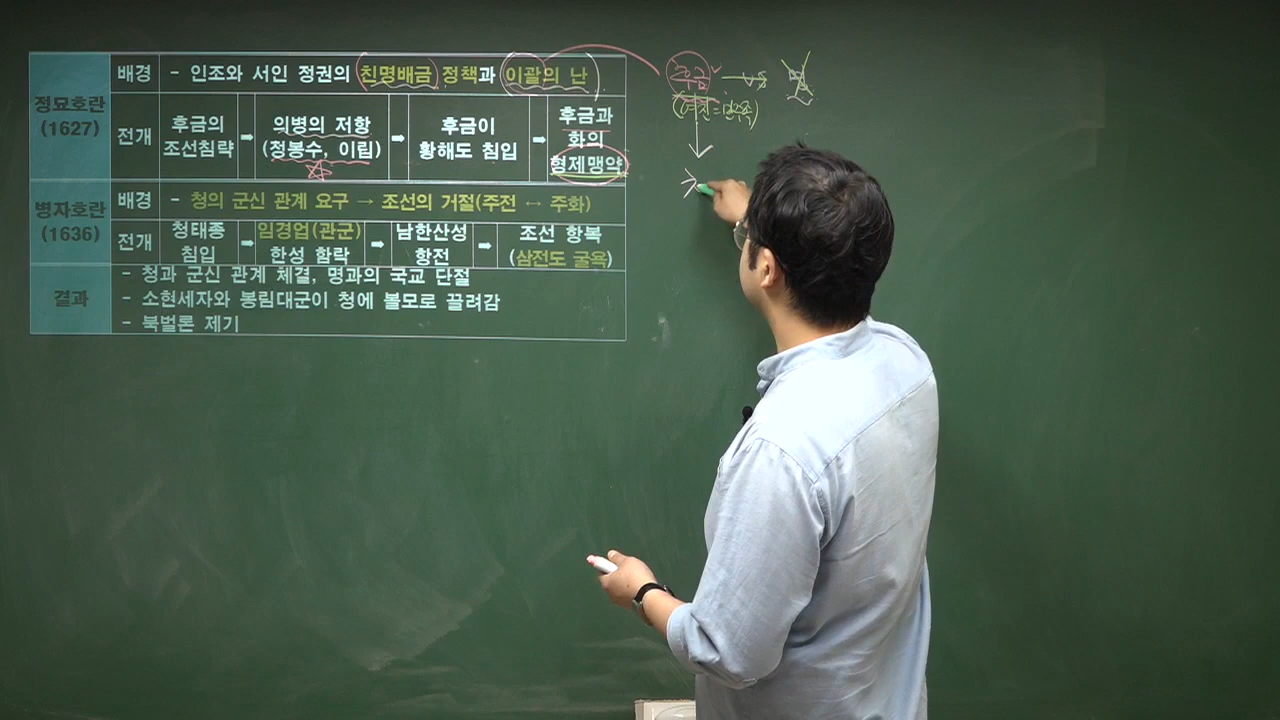 정묘호란
(1627)
배경
- 인조와 서인 정권의 친명배금 정책과 이괄의 난
전개
후금의
조선침략
➡
의병의 저항
(정봉수, 이립)
➡
후금이
황해도 침입
➡
후금과
화의
형제맹약
병자호란
(1636)
배경
- 청의 군신 관계 요구 → 조선의 거절(주전 ↔ 주화)
전개
청태종
침입
➡
임경업(관군)
한성 함락
➡
남한산성
항전
➡
조선 항복
(삼전도 굴욕)
결과
- 청과 군신 관계 체결, 명과의 국교 단절
- 소현세자와 봉림대군이 청에 볼모로 끌려감
- 북벌론 제기
후금